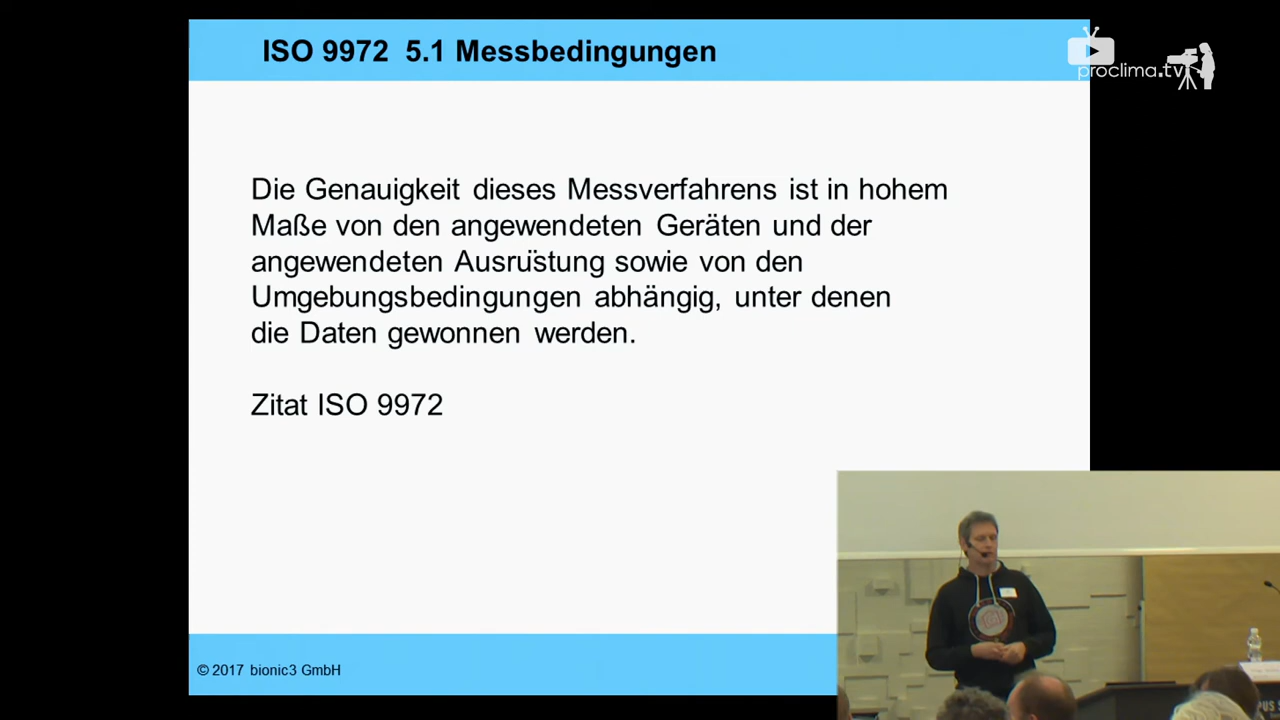 ISO 9972 5.1 Messbedingungen
proclima.tv
Die Genauigkeit dieses Messverfahrens ist in hohem
Maße von den angewendeten Geräten und der
angewendeten Ausrüstung sowie von den
Umgebungsbedingungen abhängig, unter denen
die Daten gewonnen werden.
Zitat ISO 9972
© 2017 bionic3 GmbH